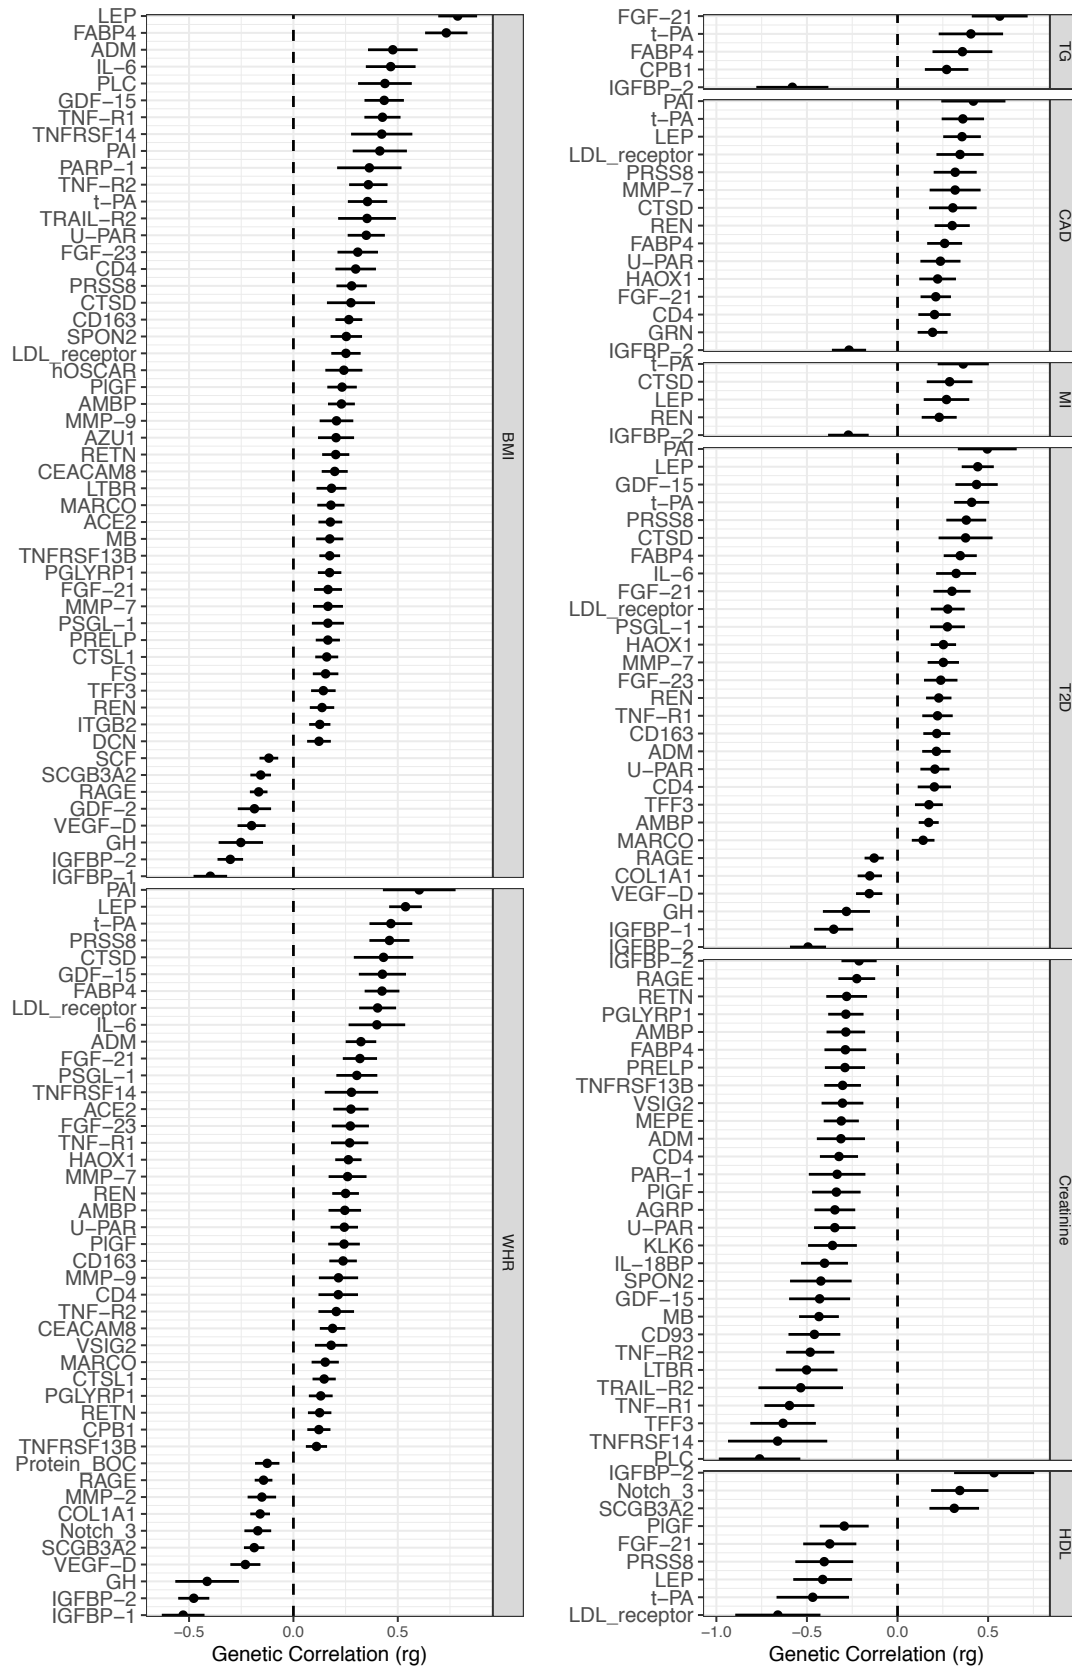 LEP
FABP4
ADM
IL−6
PLC
GDF−15
TNF−R1
TNFRSF14
PAI
PARP−1
TNF−R2
t−PA
TRAIL−R2
U−PAR
FGF−23
CD4
PRSS8
CTSD
CD163
SPON2
LDL_receptor
hOSCAR
PlGF
AMBP
MMP−9
AZU1
RETN
CEACAM8
LTBR
MARCO
ACE2
MB
TNFRSF13B
PGLYRP1
FGF−21
MMP−7
PSGL−1
PRELP
CTSL1
FS
TFF3
REN
ITGB2
DCN
SCF
SCGB3A2
RAGE
GDF−2
VEGF−D
GH
IGFBP−2
IGFBP−1
BMI
PAI
LEP
t−PA
PRSS8
CTSD
GDF−15
FABP4
LDL_receptor
IL−6
ADM
FGF−21
PSGL−1
TNFRSF14
ACE2
FGF−23
TNF−R1
HAOX1
MMP−7
REN
AMBP
U−PAR
PlGF
CD163
MMP−9
CD4
TNF−R2
CEACAM8
VSIG2
MARCO
CTSL1
PGLYRP1
RETN
CPB1
TNFRSF13B
Protein_BOC
RAGE
MMP−2
COL1A1
Notch_3
SCGB3A2
VEGF−D
GH
IGFBP−2
IGFBP−1
WHR
−0.5 0.0 0.5
Genetic Correlation (rg)
FGF−21
t−PA
FABP4
CPB1
IGFBP−2
TG
PAI
t−PA
LEP
LDL_receptor
PRSS8
MMP−7
CTSD
REN
FABP4
U−PAR
HAOX1
FGF−21
CD4
GRN
IGFBP−2
CAD
t−PA
CTSD
LEP
REN
IGFBP−2
MI
PAI
LEP
GDF−15
t−PA
PRSS8
CTSD
FABP4
IL−6
FGF−21
LDL_receptor
PSGL−1
HAOX1
MMP−7
FGF−23
REN
TNF−R1
CD163
ADM
U−PAR
CD4
TFF3
AMBP
MARCO
RAGE
COL1A1
VEGF−D
GH
IGFBP−1
IGFBP−2
T2D
IGFBP−2
RAGE
RETN
PGLYRP1
AMBP
FABP4
PRELP
TNFRSF13B
VSIG2
MEPE
ADM
CD4
PAR−1
PlGF
AGRP
U−PAR
KLK6
IL−18BP
SPON2
GDF−15
MB
CD93
TNF−R2
LTBR
TRAIL−R2
TNF−R1
TFF3
TNFRSF14
PLC
Creatinine
IGFBP−2
Notch_3
SCGB3A2
PlGF
FGF−21
PRSS8
LEP
t−PA
LDL_receptor
HDL
−1.0 −0.5 0.0 0.5
Genetic Correlation (rg)